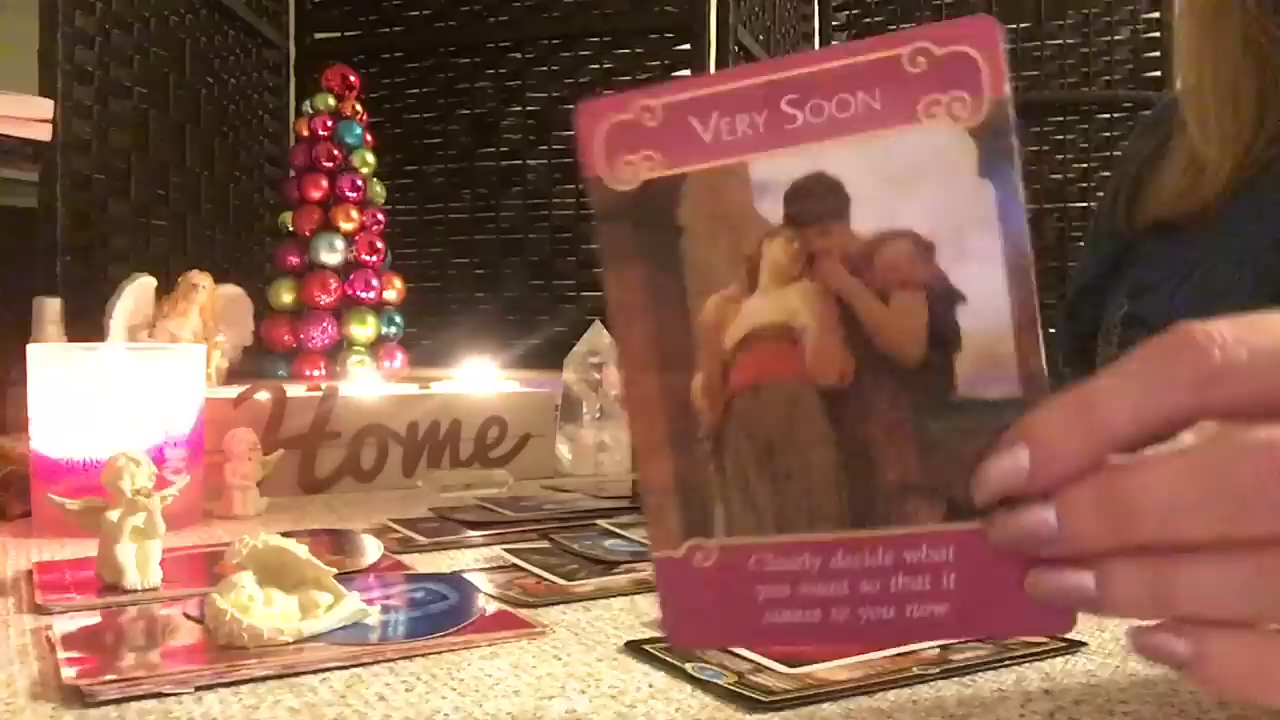 Very Soon
Home
Clearly decide what
you want so that it
comes to you now